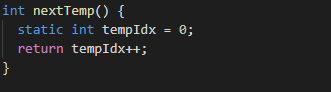 int nextTemp() {
  static int tempIdx = 0;
  return tempIdx++;
}